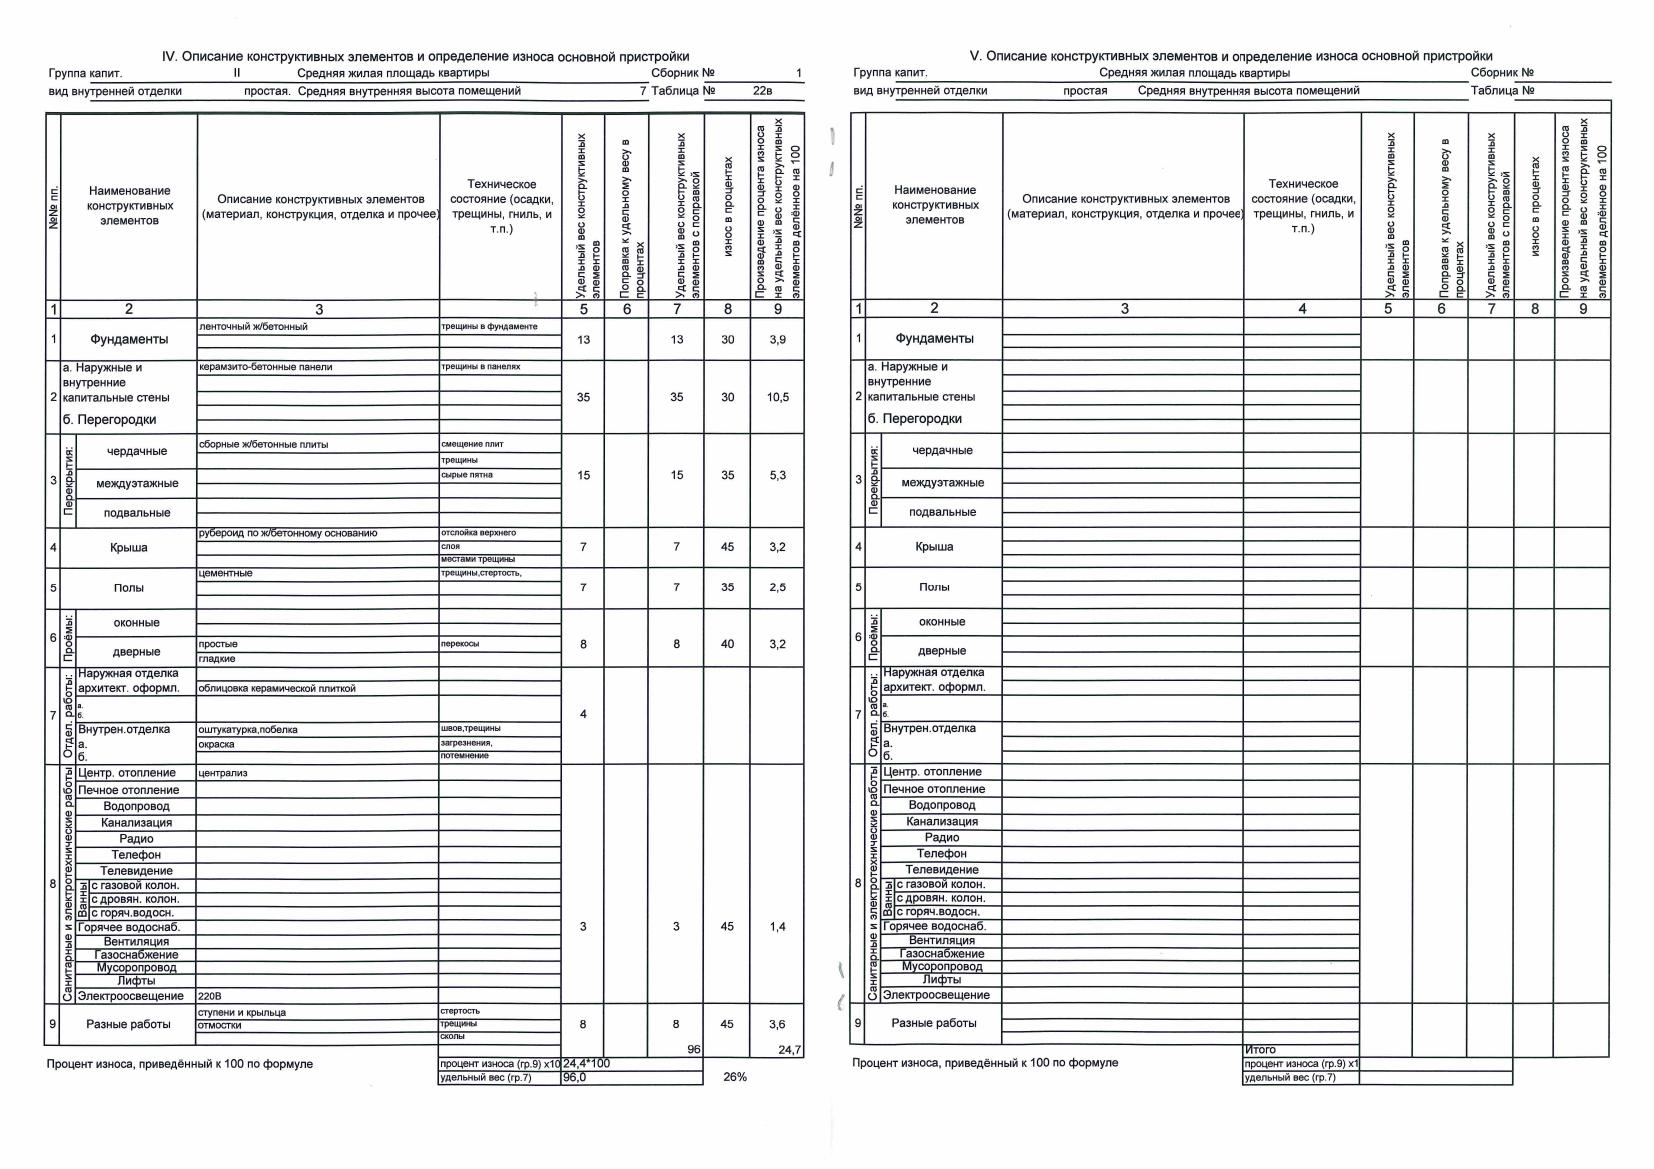 IV. Описание конструктивных элементов и определение износа основной пристройки
Группа капит. II Средняя жилая площадь квартиры Сборник № 1
вид внутренней отделки простая. Средняя внутренняя высота помещений 7 Таблица № 22в
№№ пп.
Наименование конструктивных элементов
Описание конструктивных элементов (материал, конструкция, отделка и прочее)
Техническое состояние (осадки, трещины, гниль, и т.п.)
Удельный вес конструктивных элементов
Поправка к удельному весу в процентах
Удельный вес конструктивных элементов с поправкой
износ в процентах
Произведение процента износа на удельный вес конструктивных элементов делённое на 100
1 2 3 4 5 6 7 8 9
1 Фундаменты ленточный ж/бетонный трещины в фундаменте 13 13 30 3,9
2 а. Наружные и внутренние капитальные стены керамзито-бетонные панели трещины в панелях 35 35 30 10,5
б. Перегородки
3 Перекрытия: чердачные сборные ж/бетонные плиты смещение плит
трещины
междуэтажные сырые пятна 15 15 35 5,3
подвальные
4 Крыша рубероид по ж/бетонному основанию отслойка верхнего
слоя 7 7 45 3,2
местами трещины
5 Полы цементные трещины,стертость, 7 7 35 2,5
6 Проёмы: оконные
дверные простые перекосы 8 8 40 3,2
гладкие
7 Отдел. работы: Наружная отделка
архитект. оформл. облицовка керамической плиткой
а.
б. 4
Внутрен.отделка оштукатурка,побелка швов,трещины
а. окраска загрезнения,
б. потемнение
8 Санитарные и электротехнические работы Центр. отопление централиз
Печное отопление
Водопровод
Канализация
Радио
Телефон
Телевидение
Ванны с газовой колон.
с дровян. колон.
с горяч.водосн.
Горячее водоснаб. 3 3 45 1,4
Вентиляция
Газоснабжение
Мусоропровод
Лифты
Электроосвещение 220В
9 Разные работы ступени и крыльца стертость
отмостки трещины 8 8 45 3,6
сколы
96 24,7
Процент износа, приведённый к 100 по формуле процент износа (гр.9) х10 24,4*100
удельный вес (гр.7) 96,0 26%
V. Описание конструктивных элементов и определение износа основной пристройки
Группа капит. Средняя жилая площадь квартиры Сборник №
вид внутренней отделки простая Средняя внутренняя высота помещений Таблица №
№№ пп.
Наименование конструктивных элементов
Описание конструктивных элементов (материал, конструкция, отделка и прочее)
Техническое состояние (осадки, трещины, гниль, и т.п.)
Удельный вес конструктивных элементов
Поправка к удельному весу в процентах
Удельный вес конструктивных элементов с поправкой
износ в процентах
Произведение процента износа на удельный вес конструктивных элементов делённое на 100
1 2 3 4 5 6 7 8 9
1 Фундаменты
2 а. Наружные и внутренние капитальные стены
б. Перегородки
3 Перекрытия: чердачные
междуэтажные
подвальные
4 Крыша
5 Полы
6 Проёмы: оконные
дверные
7 Отдел. работы: Наружная отделка
архитект. оформл.
а.
б.
Внутрен.отделка
а.
б.
8 Санитарные и электротехнические работы Центр. отопление
Печное отопление
Водопровод
Канализация
Радио
Телефон
Телевидение
Ванны с газовой колон.
с дровян. колон.
с горяч.водосн.
Горячее водоснаб.
Вентиляция
Газоснабжение
Мусоропровод
Лифты
Электроосвещение
9 Разные работы
Итого
Процент износа, приведённый к 100 по формуле процент износа (гр.9) х1
удельный вес (гр.7)